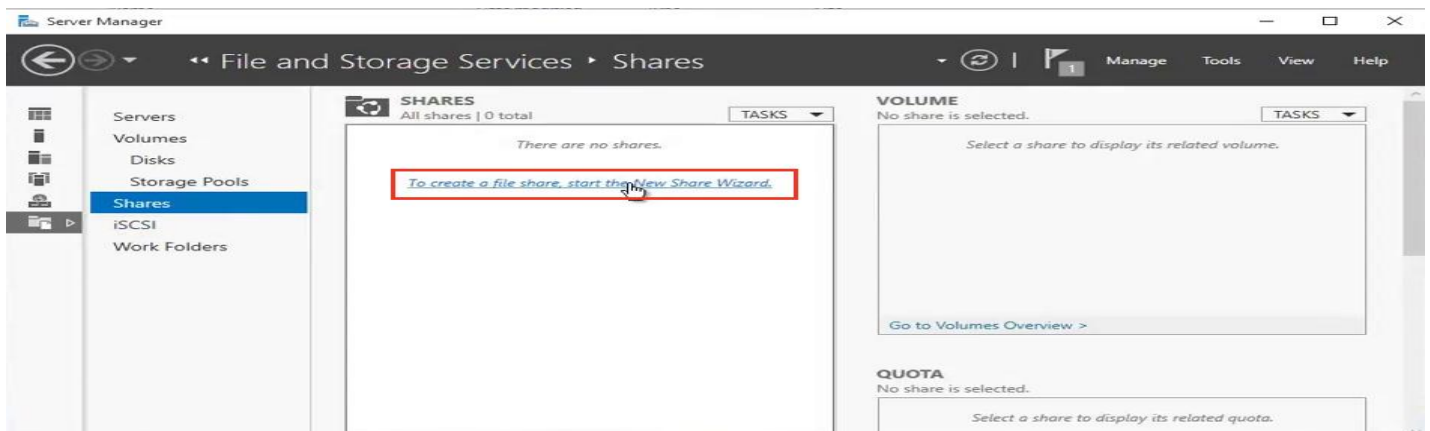 Server Manager
◂◂ File and Storage Services ▸ Shares
1
Manage Tools View Help
Servers
Volumes
Disks
Storage Pools
Shares
iSCSI
Work Folders
SHARES
All shares | 0 total
TASKS
There are no shares.
To create a file share, start the New Share Wizard.
VOLUME
No share is selected.
TASKS
Select a share to display its related volume.
Go to Volumes Overview >
QUOTA
No share is selected.
Select a share to display its related quota.